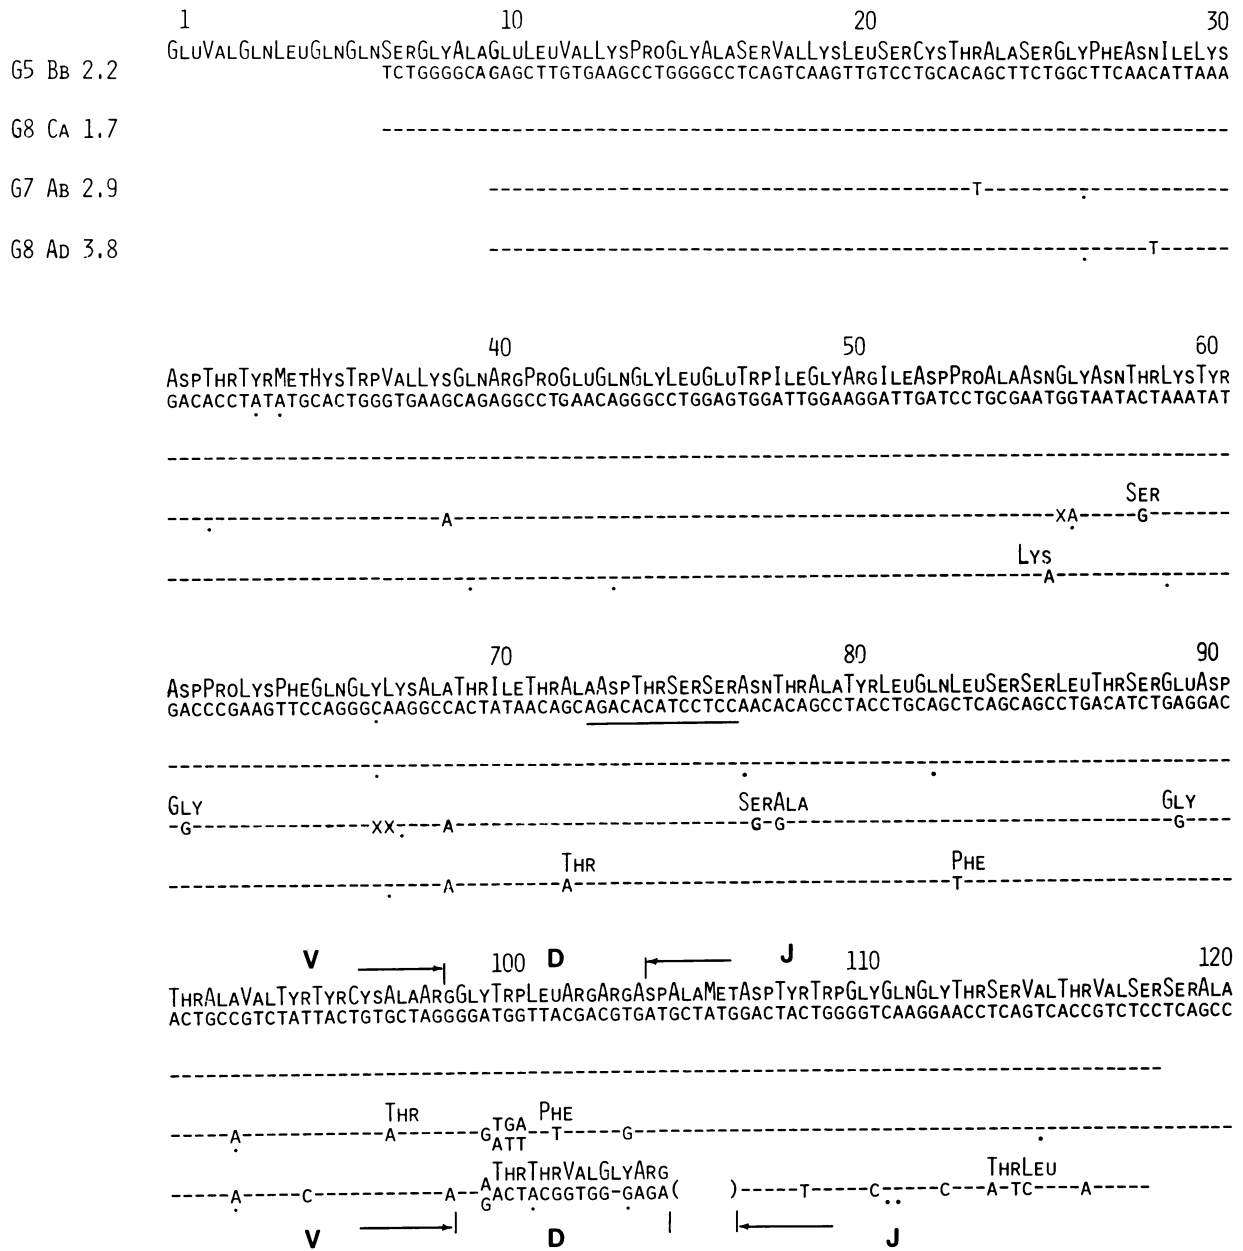 1 10 20 30
GluValGlnLeuGlnGlnSerGlyAlaGluLeuValLysProGlyAlaSerValLysLeuSerCysThrAlaSerGlyPheAsnIleLys
G5 Bb 2.2 TCTGGGGCAGAGCTTGTGAAGCCTGGGGCCTCAGTCAAGTTGTCCTGCACAGCTTCTGGCTTCAACATTAAA
G8 Ca 1.7 ------------------------------------------------------------------------
G7 Ab 2.9 -----------------------------------------T---------------------
G8 Ad 3.8 --------------------------------------------------------T------
40 50 60
AspThrTyrMetHysTrpValLysGlnArgProGluGlnGlyLeuGluTrpIleGlyArgIleAspProAlaAsnGlyAsnThrLysTyr
GACACCTATATGCACTGGGTGAAGCAGAGGCCTGAACAGGGCCTGGAGTGGATTGGAAGGATTGATCCTGCGAATGGTAATACTAAATAT
------------------------------------------------------------------------------------------
Ser
-----------------------A---------------------------------------------------XA-----G-------
Lys
--------------------------------------------------------------------------A---------------
70 80 90
AspProLysPheGlnGlyLysAlaThrIleThrAlaAspThrSerSerAsnThrAlaTyrLeuGlnLeuSerSerLeuThrSerGluAsp
GACCCGAAGTTCCAGGGCAAGGCCACTATAACAGCAGACACATCCTCCAACACAGCCTACCTGCAGCTCAGCAGCCTGACATCTGAGGAC
------------------------------------------------------------------------------------------
Gly SerAla Gly
-G---------------XX----A-------------------------G-G---------------------------------G----
Thr Phe
-----------------------A---------A--------------------------------T-----------------------
V D J
100 110 120
ThrAlaValTyrTyrCysAlaArgGlyTrpLeuArgArgAspAlaMetAspTyrTrpGlyGlnGlyThrSerValThrValSerSerAla
ACTGCCGTCTATTACTGTGCTAGGGGATGGTTACGACGTGATGCTATGGACTACTGGGGTCAAGGAACCTCAGTCACCGTCTCCTCAGCC
------------------------------------------------------------------------------------
Thr Phe
-----A------------A-------GTGA--T-----G---------------------------------------------------
ATT
ThrThrValGlyArg ThrLeu
-----A-----C-----------A--AACTACGGTGG-GAGA( )-----T-----C-----C---A-TC----A-----
G
V D J